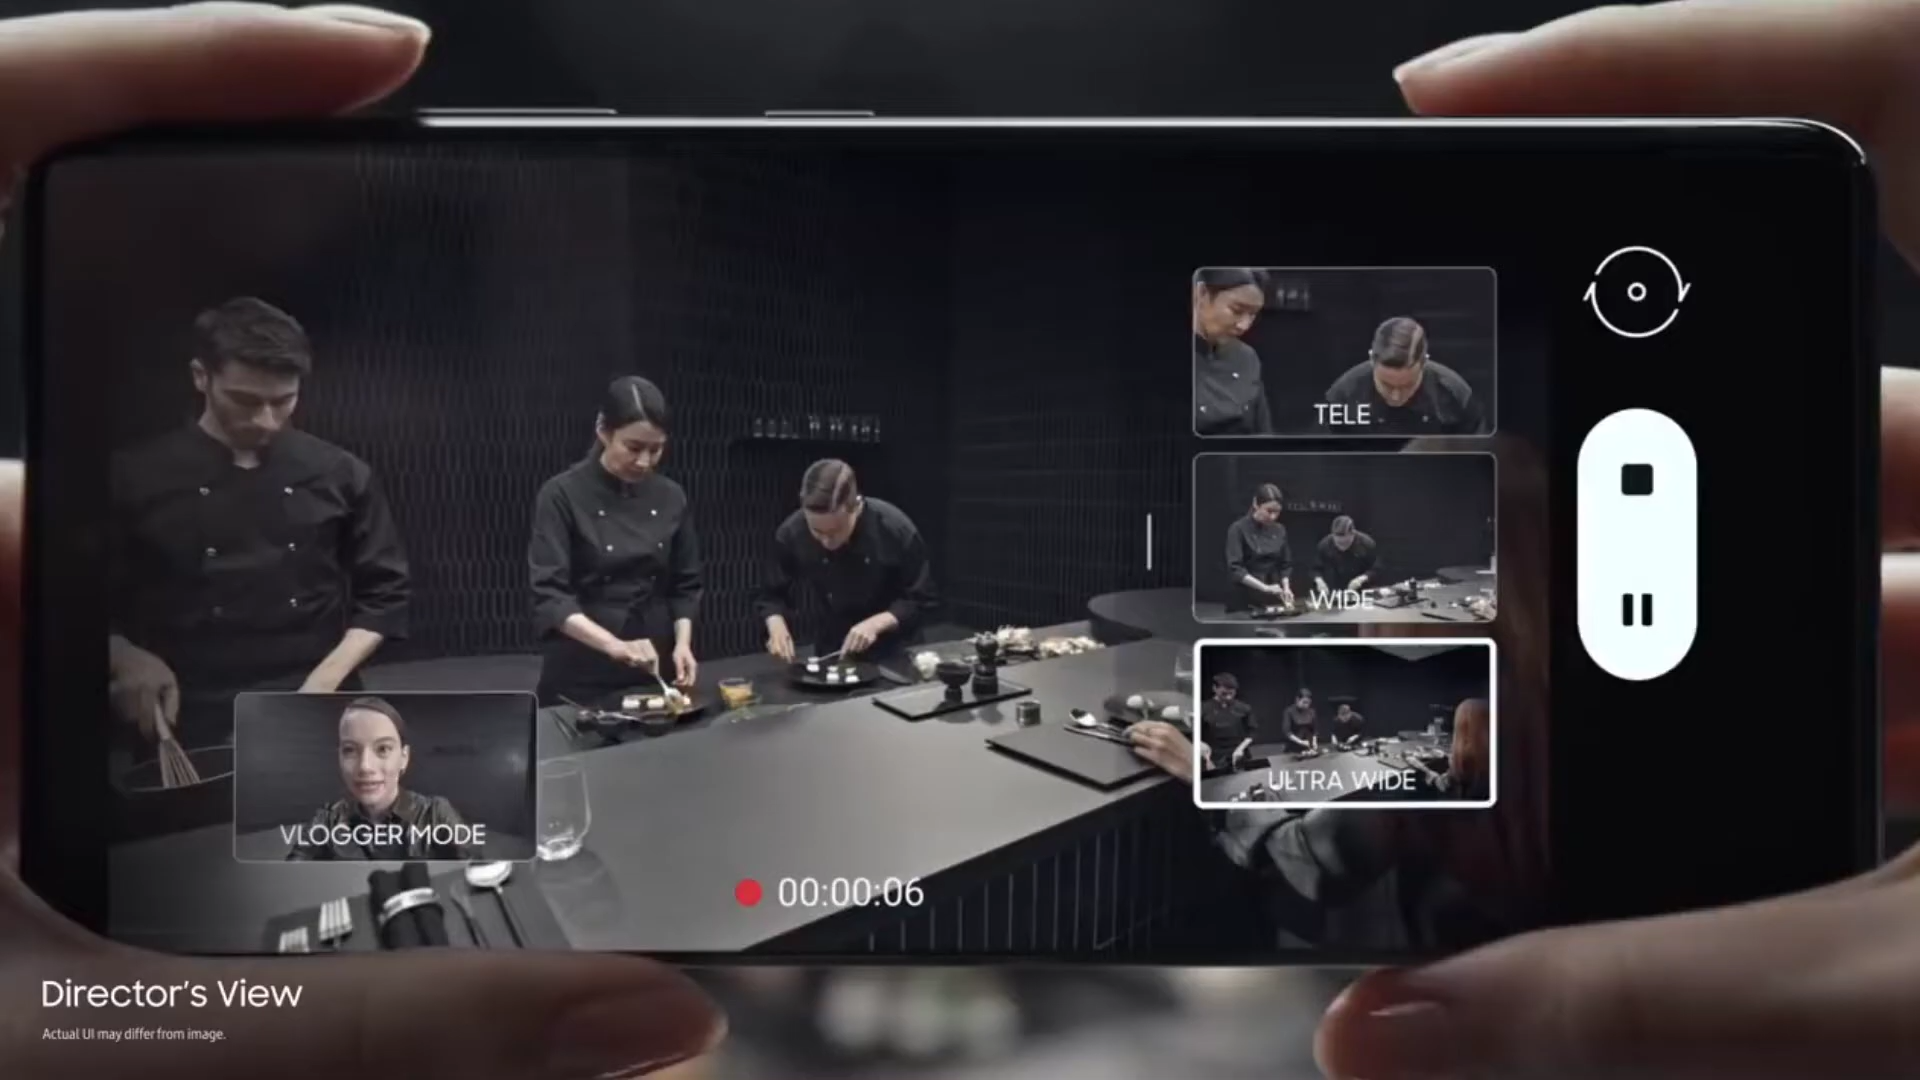 TELE
WIDE
ULTRA WIDE
VLOGGER MODE
00:00:06
Director's View
Actual UI may differ from image.